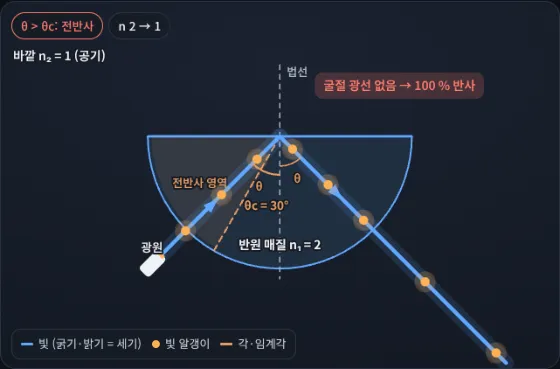 θ > θc: 전반사
n 2 → 1
바깥 n₂ = 1 (공기)
법선
굴절 광선 없음 → 100 % 반사
전반사 영역
θ
θ
θc = 30°
반원 매질 n₁ = 2
광원
빛 (굵기·밝기 = 세기)
빛 알갱이
각·임계각